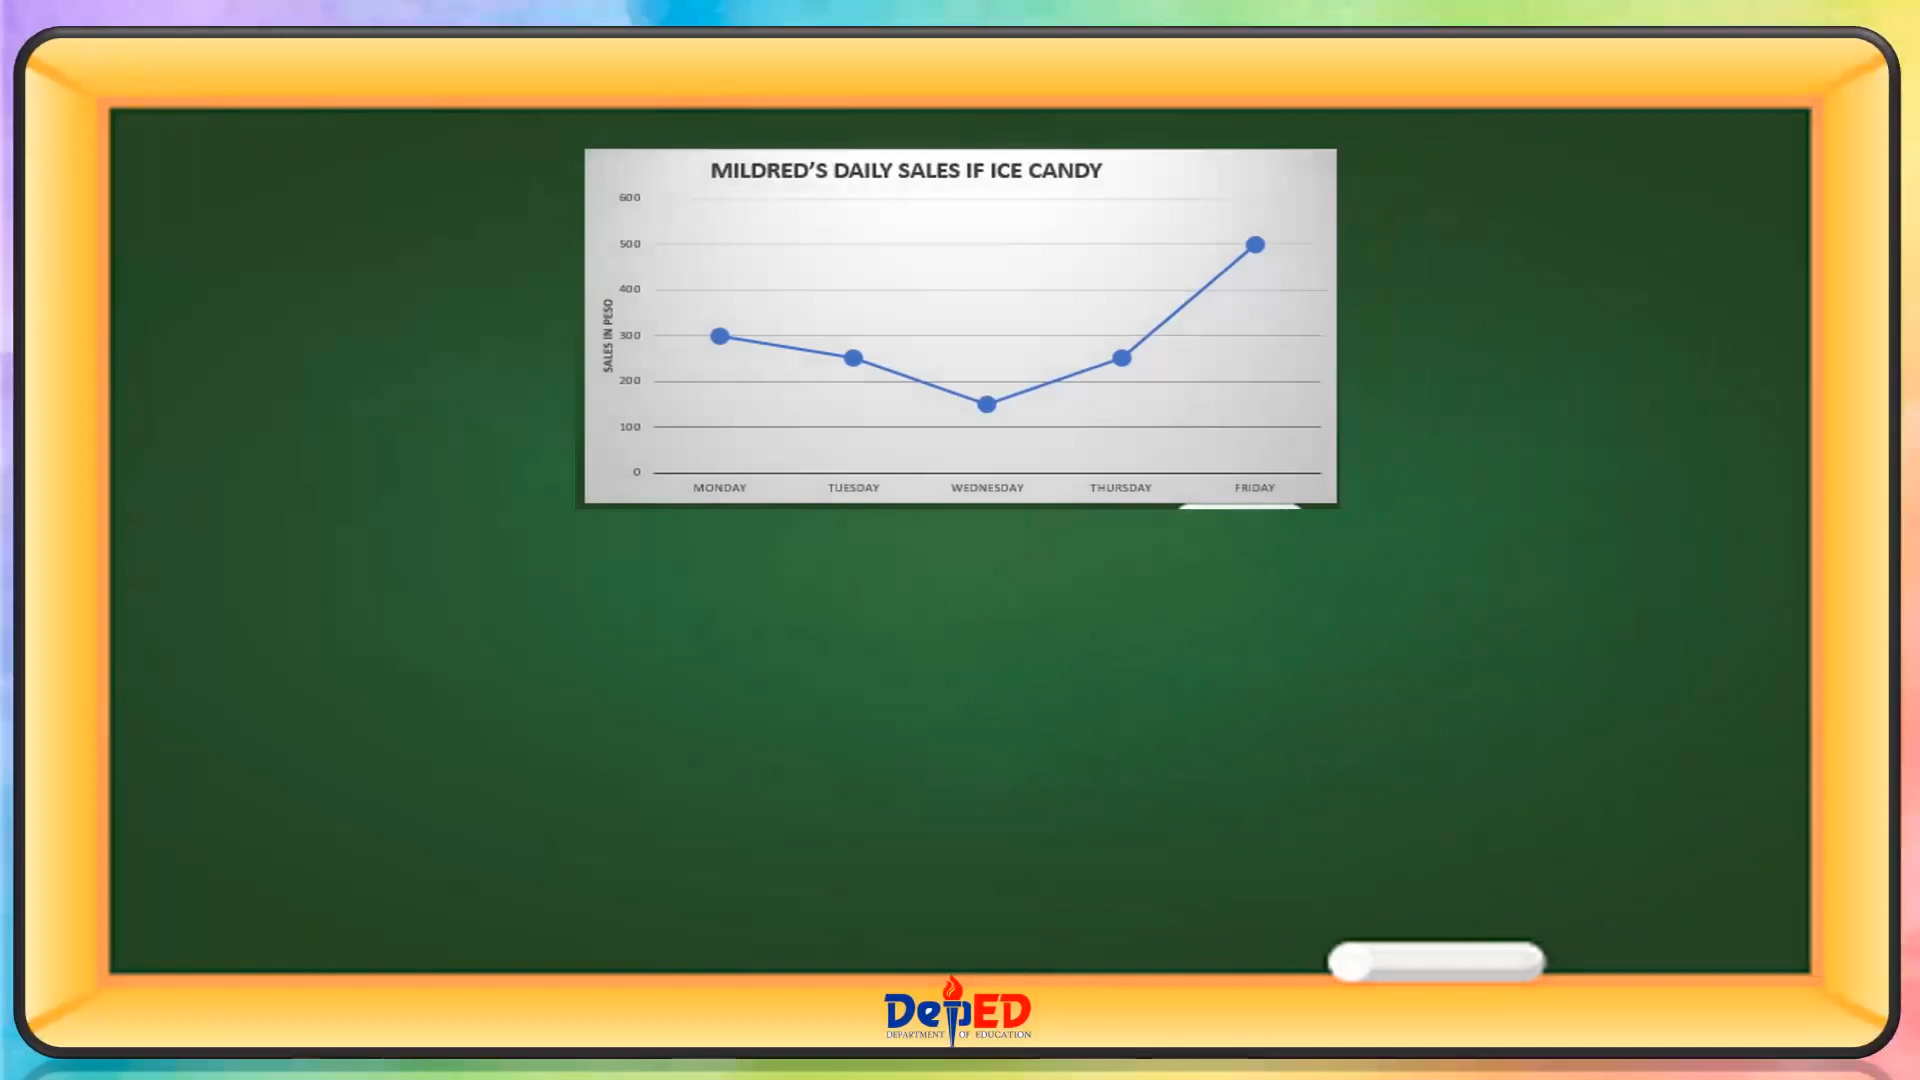 MILDRED'S DAILY SALES IF ICE CANDY
600
500
400
300
200
100
0
SALES IN PESO
MONDAY TUESDAY WEDNESDAY THURSDAY FRIDAY
DepED
DEPARTMENT OF EDUCATION